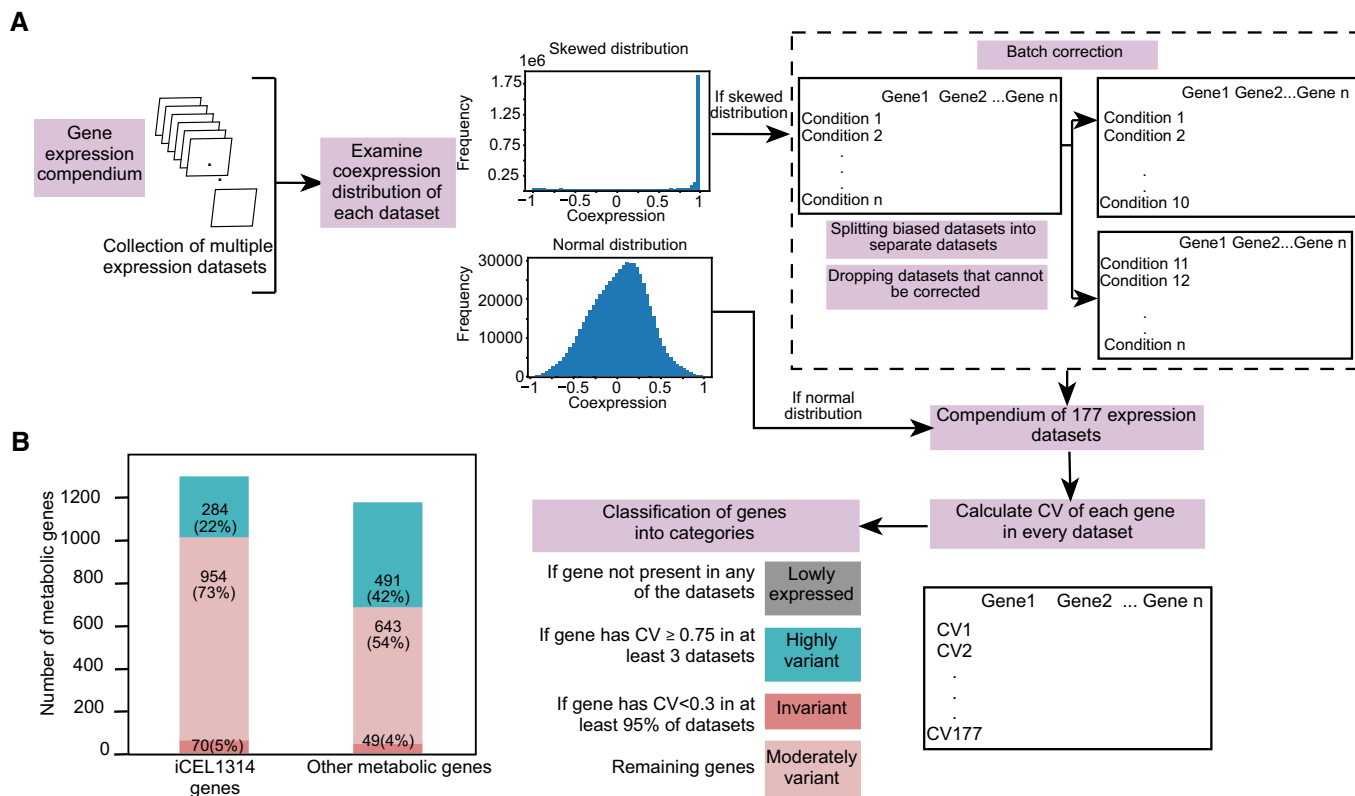 A
Gene
expression
compendium
.
.
Collection of multiple
expression datasets
Examine
coexpression
distribution of
each dataset
Skewed distribution
1e6
1.75
1.25
0.75
0.25
Frequency
−1 −0.5 0 0.5 1
Coexpression
Normal distribution
30000
20000
10000
0
Frequency
−1 −0.5 0 0.5 1
Coexpression
If skewed
distribution
Batch correction
Gene1 Gene2 ...Gene n
Condition 1
Condition 2
.
.
.
Condition n
Splitting biased datasets into
separate datasets
Dropping datasets that cannot
be corrected
Gene1 Gene2...Gene n
Condition 1
Condition 2
.
.
Condition 10
Gene1 Gene2...Gene n
Condition 11
Condition 12
.
.
Condition n
If normal
distribution
Compendium of 177 expression
datasets
Calculate CV of each gene
in every dataset
Gene1 Gene2 ... Gene n
CV1
CV2
.
.
.
CV177
Classification of genes
into categories
If gene not present in any
of the datasets
Lowly
expressed
If gene has CV ≥ 0.75 in at
least 3 datasets
Highly
variant
If gene has CV<0.3 in at
least 95% of datasets
Invariant
Remaining genes
Moderately
variant
B
Number of metabolic genes
1200
1000
800
600
400
200
0
284
(22%)
954
(73%)
70(5%)
491
(42%)
643
(54%)
49(4%)
iCEL1314
genes
Other metabolic genes